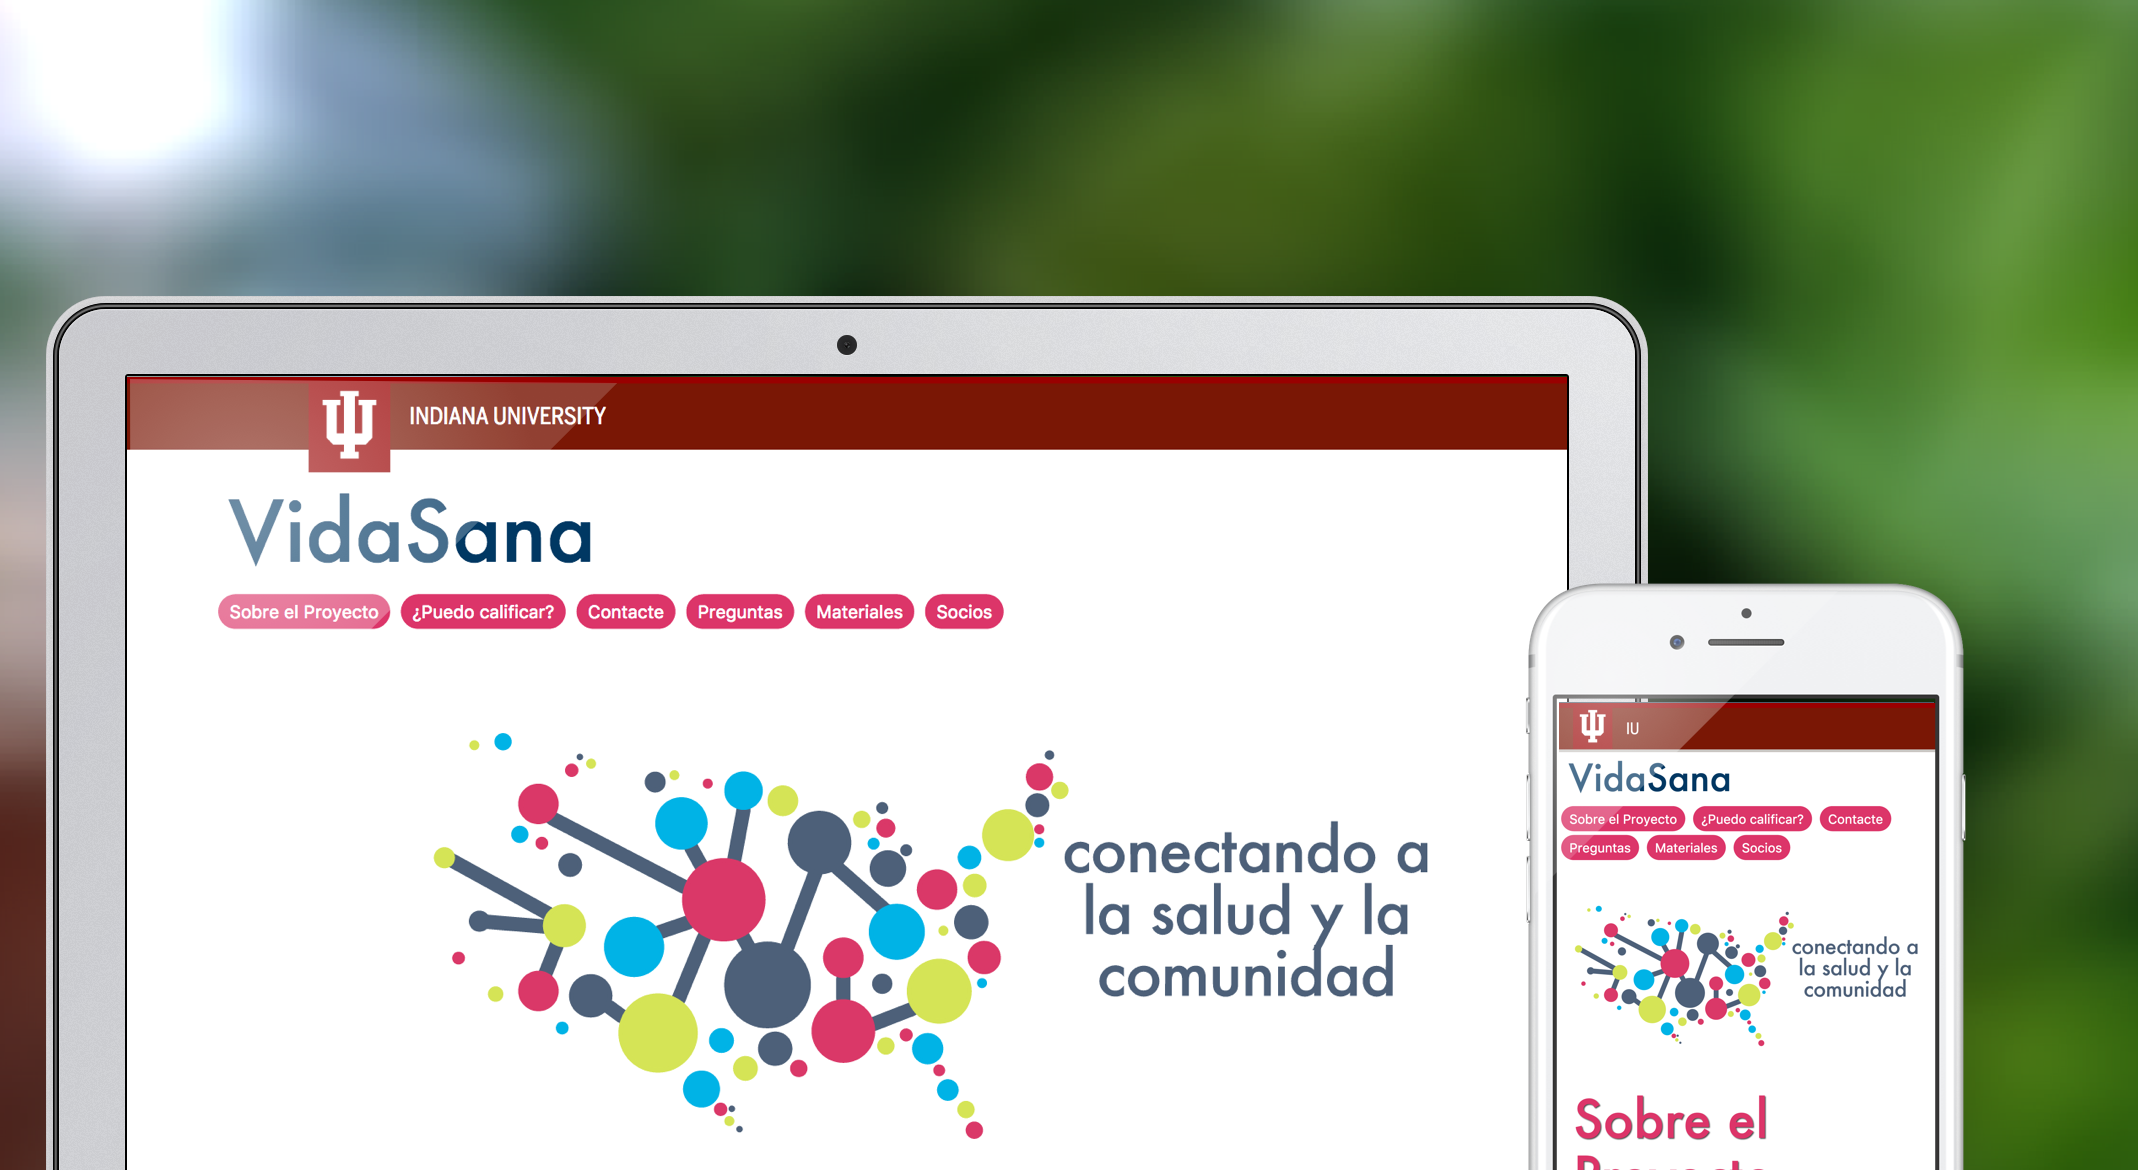 INDIANA UNIVERSITY
VidaSana
Sobre el Proyecto ¿Puedo calificar? Contacte Preguntas Materiales Socios
conectando a
la salud y la
comunidad
IU
VidaSana
Sobre el Proyecto ¿Puedo calificar? Contacte
Preguntas Materiales Socios
conectando a
la salud y la
comunidad
Sobre el
Proyecto